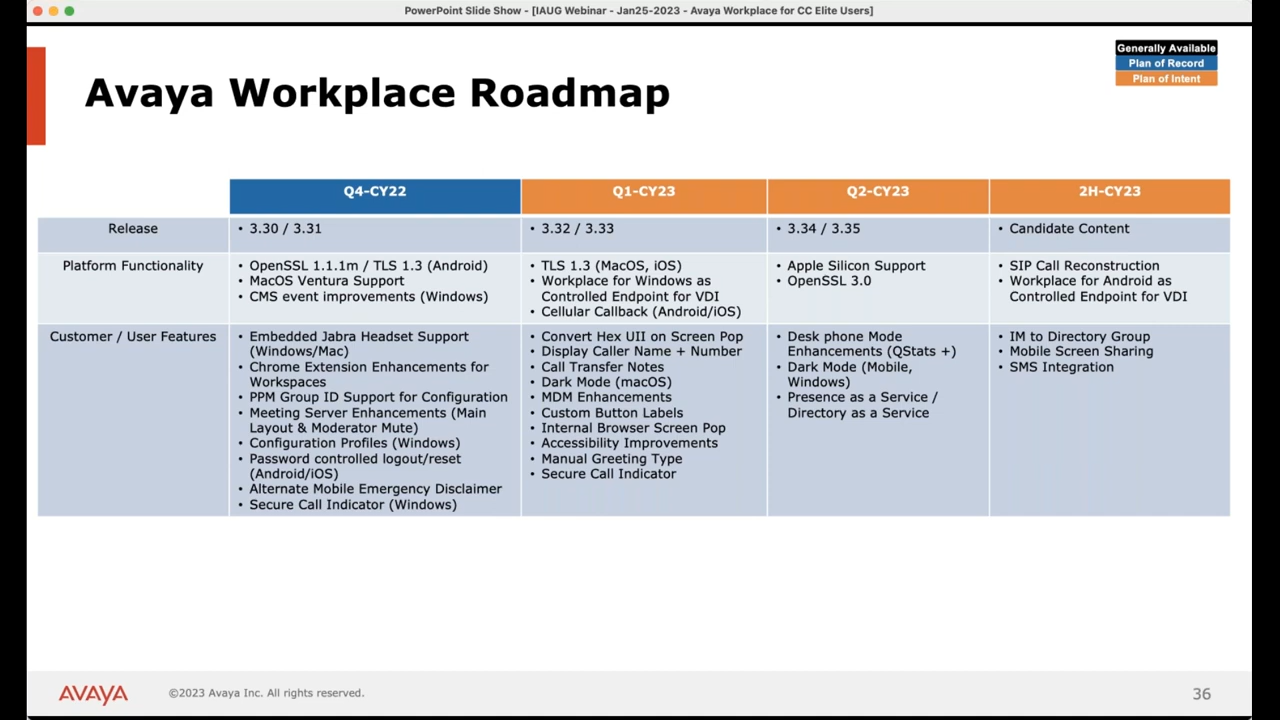 PowerPoint Slide Show - [IAUG Webinar - Jan25-2023 - Avaya Workplace for CC Elite Users]
Generally Available
Plan of Record
Plan of Intent
Avaya Workplace Roadmap
Q4-CY22
Q1-CY23
Q2-CY23
2H-CY23
Release
• 3.30 / 3.31
• 3.32 / 3.33
• 3.34 / 3.35
• Candidate Content
Platform Functionality
• OpenSSL 1.1.1m / TLS 1.3 (Android)
• MacOS Ventura Support
• CMS event improvements (Windows)
• TLS 1.3 (MacOS, iOS)
• Workplace for Windows as
Controlled Endpoint for VDI
• Cellular Callback (Android/iOS)
• Apple Silicon Support
• OpenSSL 3.0
• SIP Call Reconstruction
• Workplace for Android as
Controlled Endpoint for VDI
Customer / User Features
• Embedded Jabra Headset Support
(Windows/Mac)
• Chrome Extension Enhancements for
Workspaces
• PPM Group ID Support for Configuration
• Meeting Server Enhancements (Main
Layout & Moderator Mute)
• Configuration Profiles (Windows)
• Password controlled logout/reset
(Android/iOS)
• Alternate Mobile Emergency Disclaimer
• Secure Call Indicator (Windows)
• Convert Hex UII on Screen Pop
• Display Caller Name + Number
• Call Transfer Notes
• Dark Mode (macOS)
• MDM Enhancements
• Custom Button Labels
• Internal Browser Screen Pop
• Accessibility Improvements
• Manual Greeting Type
• Secure Call Indicator
• Desk phone Mode
Enhancements (QStats +)
• Dark Mode (Mobile,
Windows)
• Presence as a Service /
Directory as a Service
• IM to Directory Group
• Mobile Screen Sharing
• SMS Integration
AVAYA
©2023 Avaya Inc. All rights reserved.
36